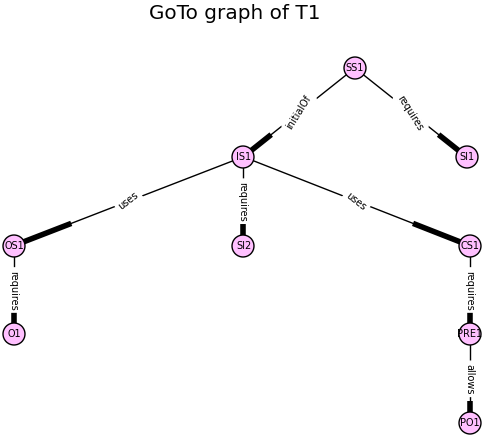 GoTo graph of T1
SS1
initialOf
requires
IS1
SI1
uses
requires
uses
OS1
SI2
CS1
requires
requires
O1
PRE1
allows
PO1